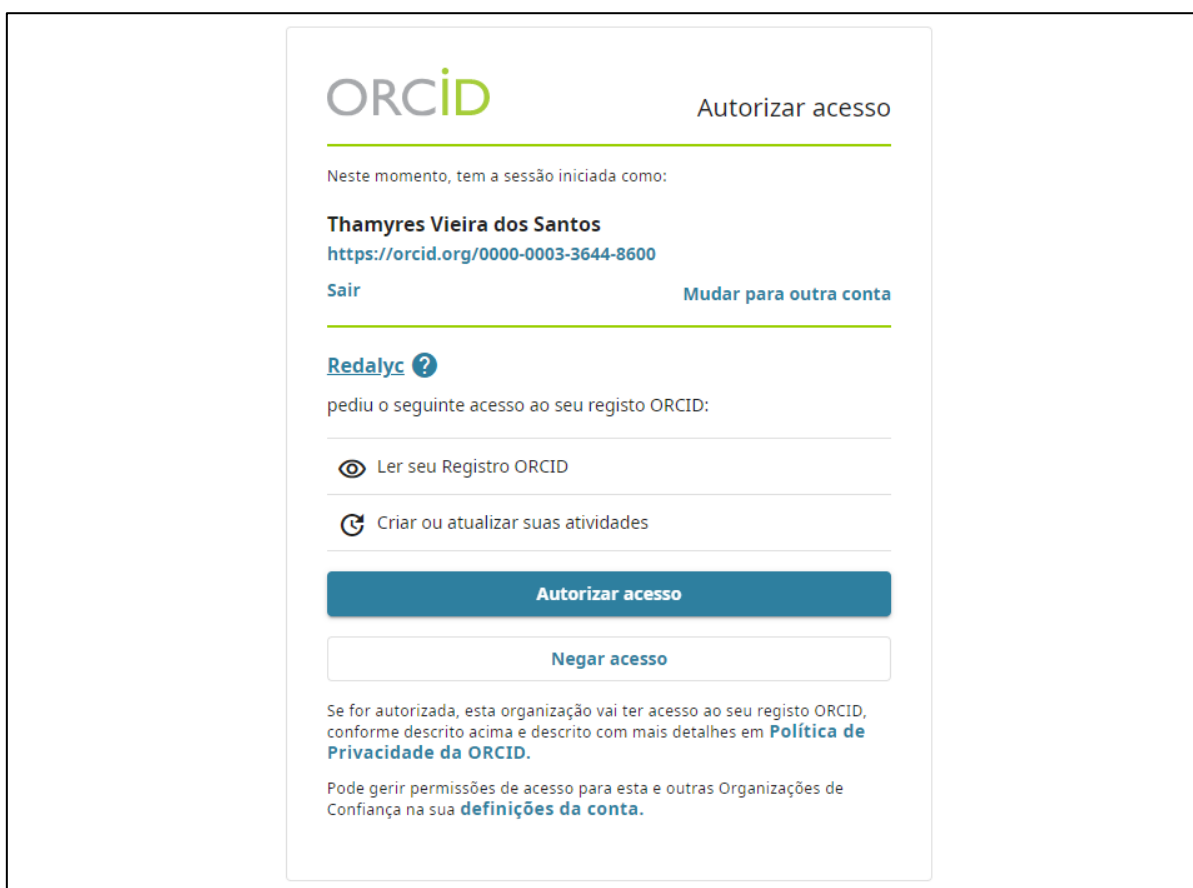 ORCiD
Autorizar acesso
Neste momento, tem a sessão iniciada como:
Thamyres Vieira dos Santos
https://orcid.org/0000-0003-3644-8600
Sair
Mudar para outra conta
Redalyc ?
pediu o seguinte acesso ao seu registo ORCID:
Ler seu Registro ORCID
Criar ou atualizar suas atividades
Autorizar acesso
Negar acesso
Se for autorizada, esta organização vai ter acesso ao seu registo ORCID,
conforme descrito acima e descrito com mais detalhes em Política de
Privacidade da ORCID.
Pode gerir permissões de acesso para esta e outras Organizações de
Confiança na sua definições da conta.